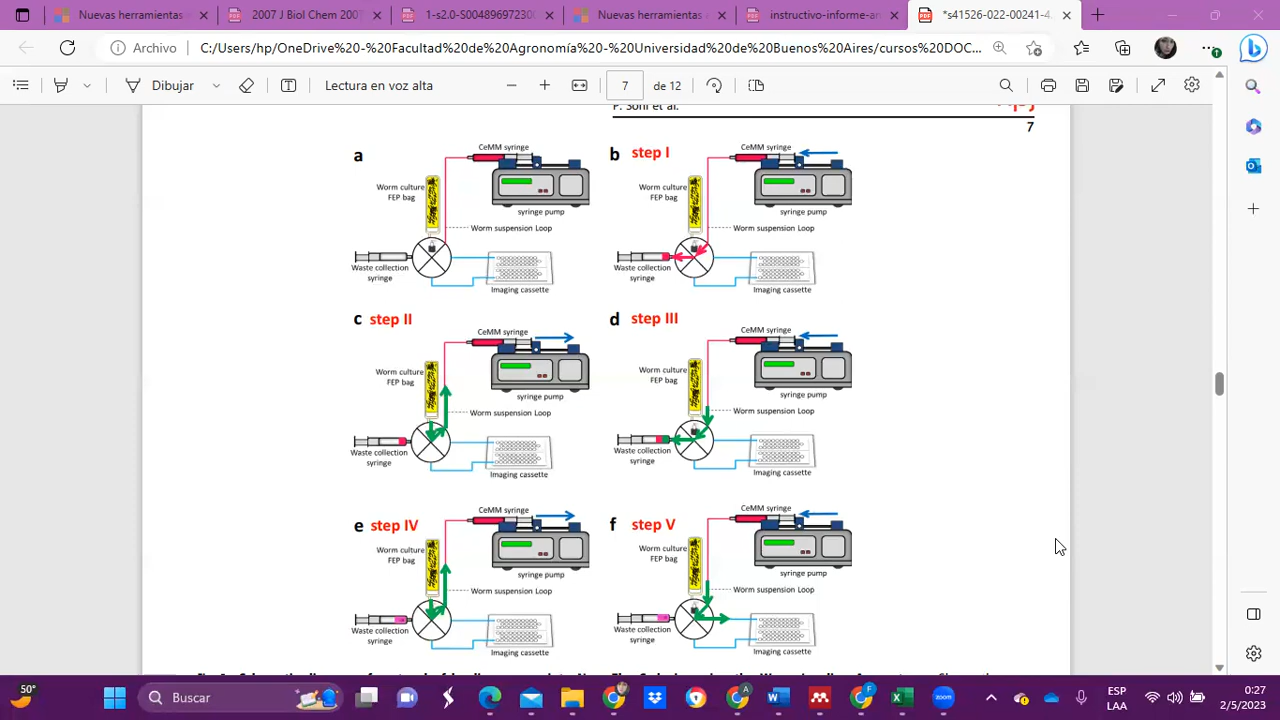 Nuevas herramientas
2007 J Biol Chem 200
1-s2.0-S004896972300
Nuevas herramientas e
instructivo-informe-an
*s41526-022-00241-4.
Archivo
C:/Users/hp/OneDrive%20-%20Facultad%20de%20Agronomía%20-%20Universidad%20de%20Buenos%20Aires/cursos%20DOC...
Dibujar
Lectura en voz alta
7
de 12
P. Soni et al.
7
a
CeMM syringe
Worm culture
FEP bag
syringe pump
Worm suspension Loop
Waste collection
syringe
Imaging cassette
b step I
CeMM syringe
Worm culture
FEP bag
syringe pump
Worm suspension Loop
Waste collection
syringe
Imaging cassette
c step II
CeMM syringe
Worm culture
FEP bag
syringe pump
Worm suspension Loop
Waste collection
syringe
Imaging cassette
d step III
CeMM syringe
Worm culture
FEP bag
syringe pump
Worm suspension Loop
Waste collection
syringe
Imaging cassette
e step IV
CeMM syringe
Worm culture
FEP bag
syringe pump
Worm suspension Loop
Waste collection
syringe
Imaging cassette
f step V
CeMM syringe
Worm culture
FEP bag
syringe pump
Worm suspension Loop
Waste collection
syringe
Imaging cassette
50°
Buscar
ESP
LAA
0:27
2/5/2023